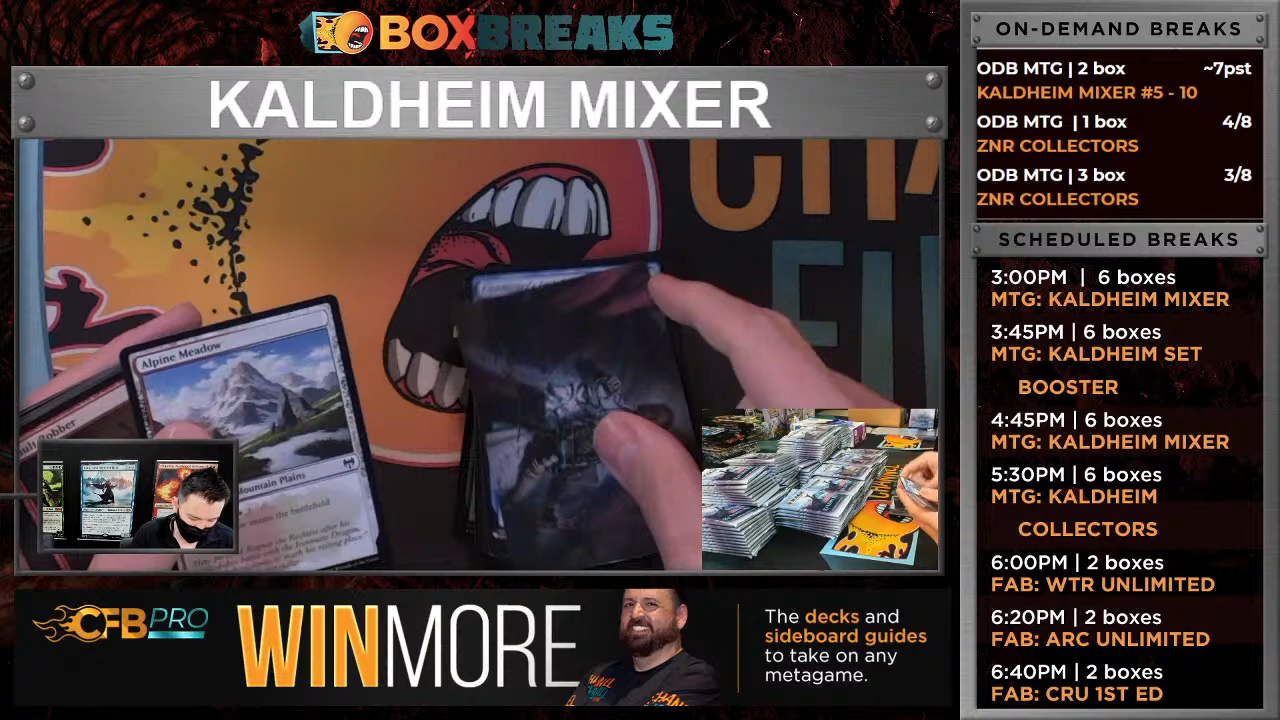 BOXBREAKS
KALDHEIM MIXER
CHA
FI
Alpine Meadow
Robber
Mountain Plains
the battlefield
CFBPRO
WINMORE
The decks and
sideboard guides
to take on any
metagame.
ON-DEMAND BREAKS
ODB MTG | 2 box ~7pst
KALDHEIM MIXER #5 - 10
ODB MTG | 1 box 4/8
ZNR COLLECTORS
ODB MTG | 3 box 3/8
ZNR COLLECTORS
SCHEDULED BREAKS
3:00PM | 6 boxes
MTG: KALDHEIM MIXER
3:45PM | 6 boxes
MTG: KALDHEIM SET
BOOSTER
4:45PM | 6 boxes
MTG: KALDHEIM MIXER
5:30PM | 6 boxes
MTG: KALDHEIM
COLLECTORS
6:00PM | 2 boxes
FAB: WTR UNLIMITED
6:20PM | 2 boxes
FAB: ARC UNLIMITED
6:40PM | 2 boxes
FAB: CRU 1ST ED